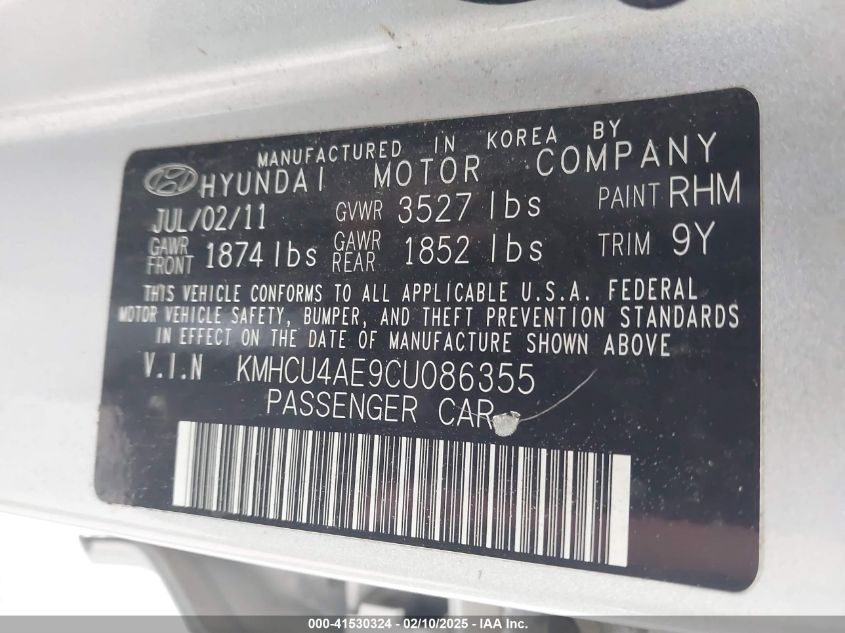 MANUFACTURED IN KOREA BY
HYUNDAI MOTOR COMPANY
JUL/02/11 GVWR 3527 lbs PAINT RHM
GAWR FRONT 1874 lbs GAWR REAR 1852 lbs TRIM 9Y
THIS VEHICLE CONFORMS TO ALL APPLICABLE U.S.A. FEDERAL
MOTOR VEHICLE SAFETY, BUMPER, AND THEFT PREVENTION STANDARDS
IN EFFECT ON THE DATE OF MANUFACTURE SHOWN ABOVE
V.I.N KMHCU4AE9CU086355
PASSENGER CAR
000-41530324 - 02/10/2025 - IAA Inc.